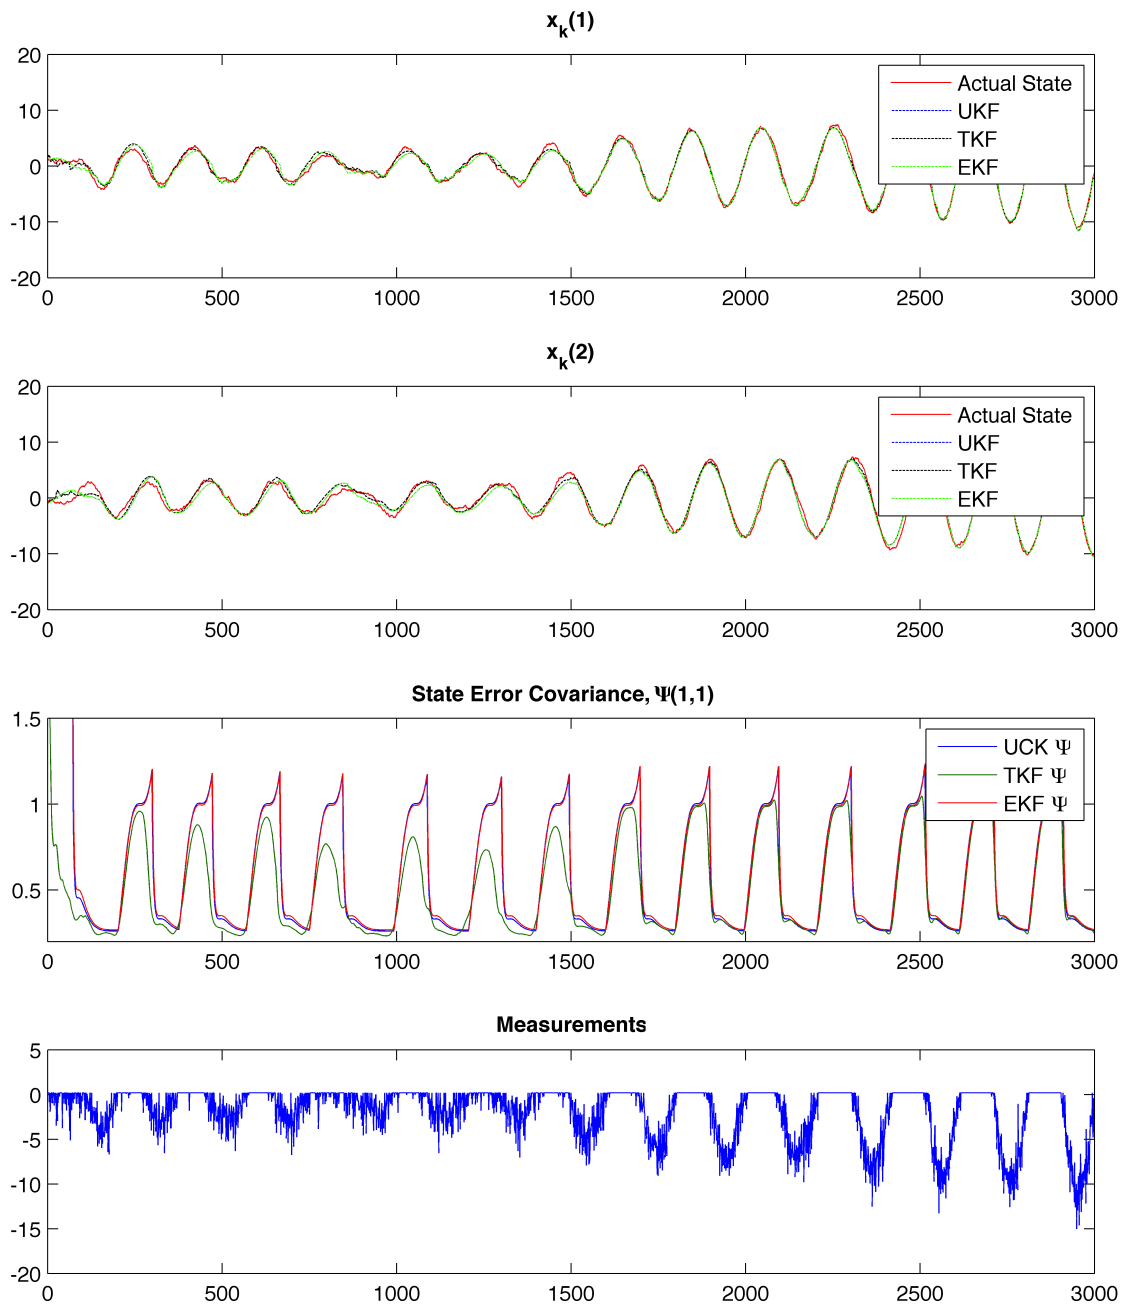 xk(1)
20
10
0
-10
-20
Actual State
UKF
TKF
EKF
0 500 1000 1500 2000 2500 3000
xk(2)
20
10
0
-10
-20
Actual State
UKF
TKF
EKF
0 500 1000 1500 2000 2500 3000
State Error Covariance, Ψ(1,1)
1.5
1
0.5
UCK Ψ
TKF Ψ
EKF Ψ
0 500 1000 1500 2000 2500 3000
Measurements
5
0
-5
-10
-15
-20
0 500 1000 1500 2000 2500 3000